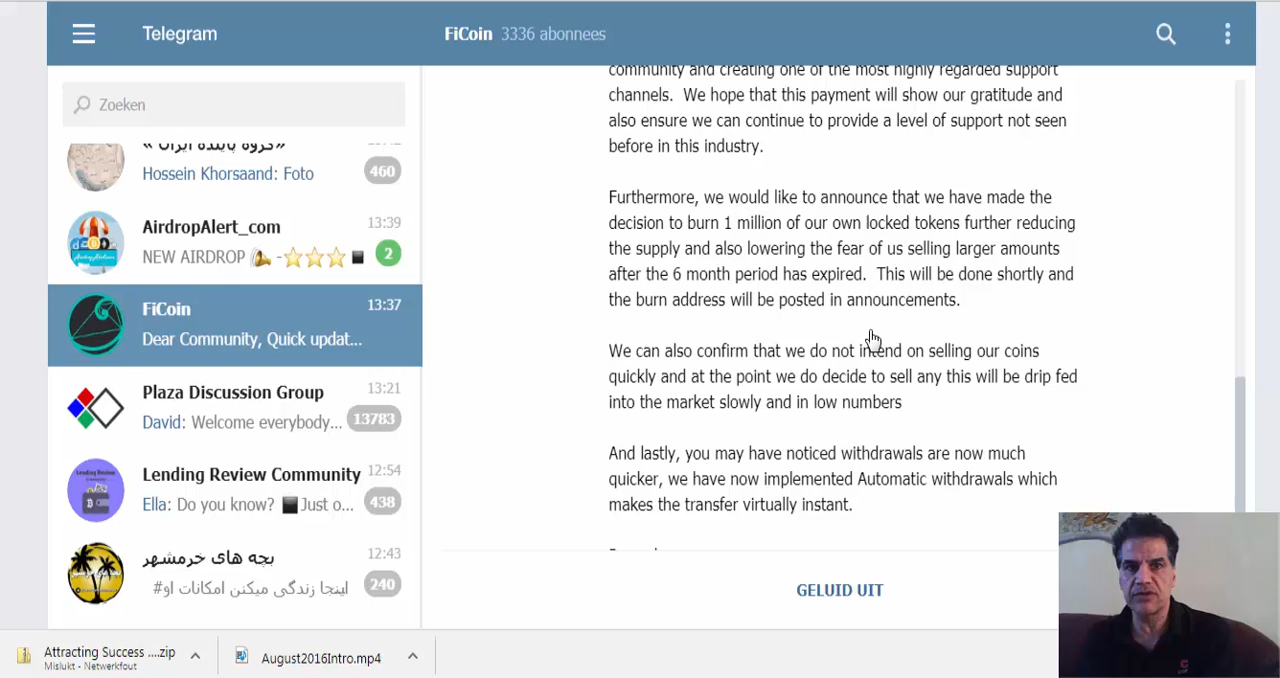 Telegram
FiCoin 3336 abonnees
Zoeken
«گروه پاینده ایران»
Hossein Khorsaand: Foto
460
AirdropAlert_com
13:39
NEW AIRDROP
2
FiCoin
13:37
Dear Community, Quick updat...
Plaza Discussion Group
13:21
David: Welcome everybody...
13783
Lending Review Community
12:54
Ella: Do you know? Just o...
438
بچه های خرمشهر
12:43
#اینجا زندگی میکنن امکانات او
240
community and creating one of the most highly regarded support
channels. We hope that this payment will show our gratitude and
also ensure we can continue to provide a level of support not seen
before in this industry.
Furthermore, we would like to announce that we have made the
decision to burn 1 million of our own locked tokens further reducing
the supply and also lowering the fear of us selling larger amounts
after the 6 month period has expired. This will be done shortly and
the burn address will be posted in announcements.
We can also confirm that we do not intend on selling our coins
quickly and at the point we do decide to sell any this will be drip fed
into the market slowly and in low numbers
And lastly, you may have noticed withdrawals are now much
quicker, we have now implemented Automatic withdrawals which
makes the transfer virtually instant.
GELUID UIT
Attracting Success ....zip
Mislukt - Netwerkfout
August2016Intro.mp4